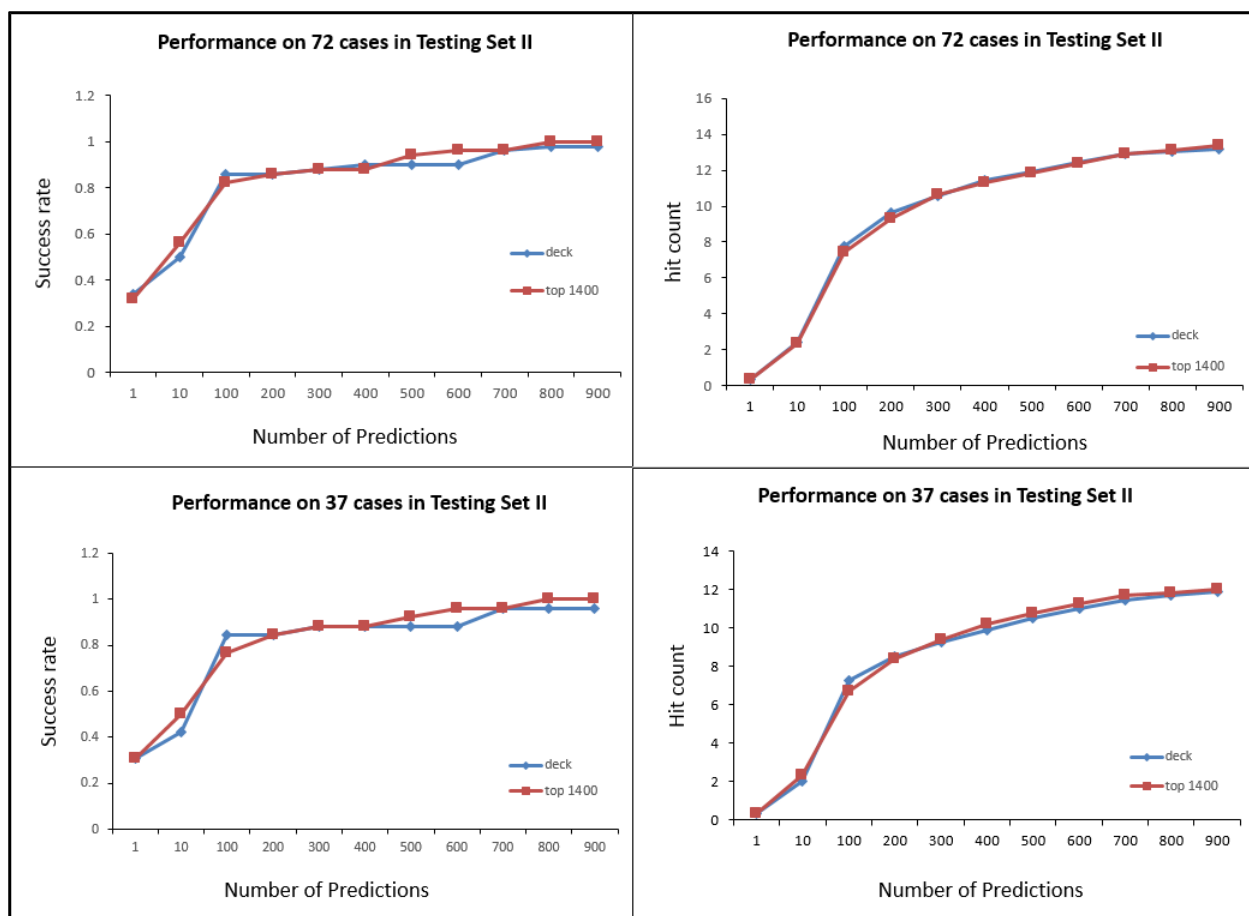 Performance on 72 cases in Testing Set II
Success rate
1.2
1
0.8
0.6
0.4
0.2
0
deck
top 1400
1 10 100 200 300 400 500 600 700 800 900
Number of Predictions
Performance on 72 cases in Testing Set II
hit count
16
14
12
10
8
6
4
2
0
deck
top 1400
1 10 100 200 300 400 500 600 700 800 900
Number of Predictions
Performance on 37 cases in Testing Set II
Success rate
1.2
1
0.8
0.6
0.4
0.2
0
deck
top 1400
1 10 100 200 300 400 500 600 700 800 900
Number of Predictions
Performance on 37 cases in Testing Set II
Hit count
14
12
10
8
6
4
2
0
deck
top 1400
1 10 100 200 300 400 500 600 700 800 900
Number of Predictions